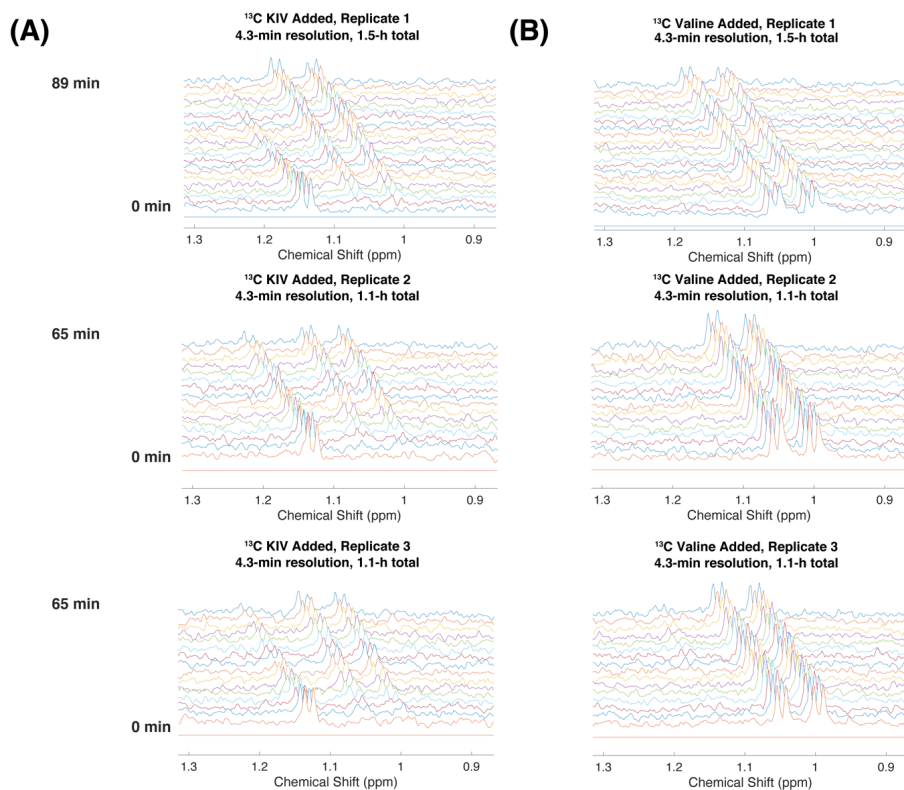 (A)
¹³C KIV Added, Replicate 1
4.3-min resolution, 1.5-h total
89 min
0 min
1.3 1.2 1.1 1 0.9
Chemical Shift (ppm)
¹³C KIV Added, Replicate 2
4.3-min resolution, 1.1-h total
65 min
0 min
1.3 1.2 1.1 1 0.9
Chemical Shift (ppm)
¹³C KIV Added, Replicate 3
4.3-min resolution, 1.1-h total
65 min
0 min
1.3 1.2 1.1 1 0.9
Chemical Shift (ppm)
(B)
¹³C Valine Added, Replicate 1
4.3-min resolution, 1.5-h total
1.3 1.2 1.1 1 0.9
Chemical Shift (ppm)
¹³C Valine Added, Replicate 2
4.3-min resolution, 1.1-h total
1.3 1.2 1.1 1 0.9
Chemical Shift (ppm)
¹³C Valine Added, Replicate 3
4.3-min resolution, 1.1-h total
1.3 1.2 1.1 1 0.9
Chemical Shift (ppm)